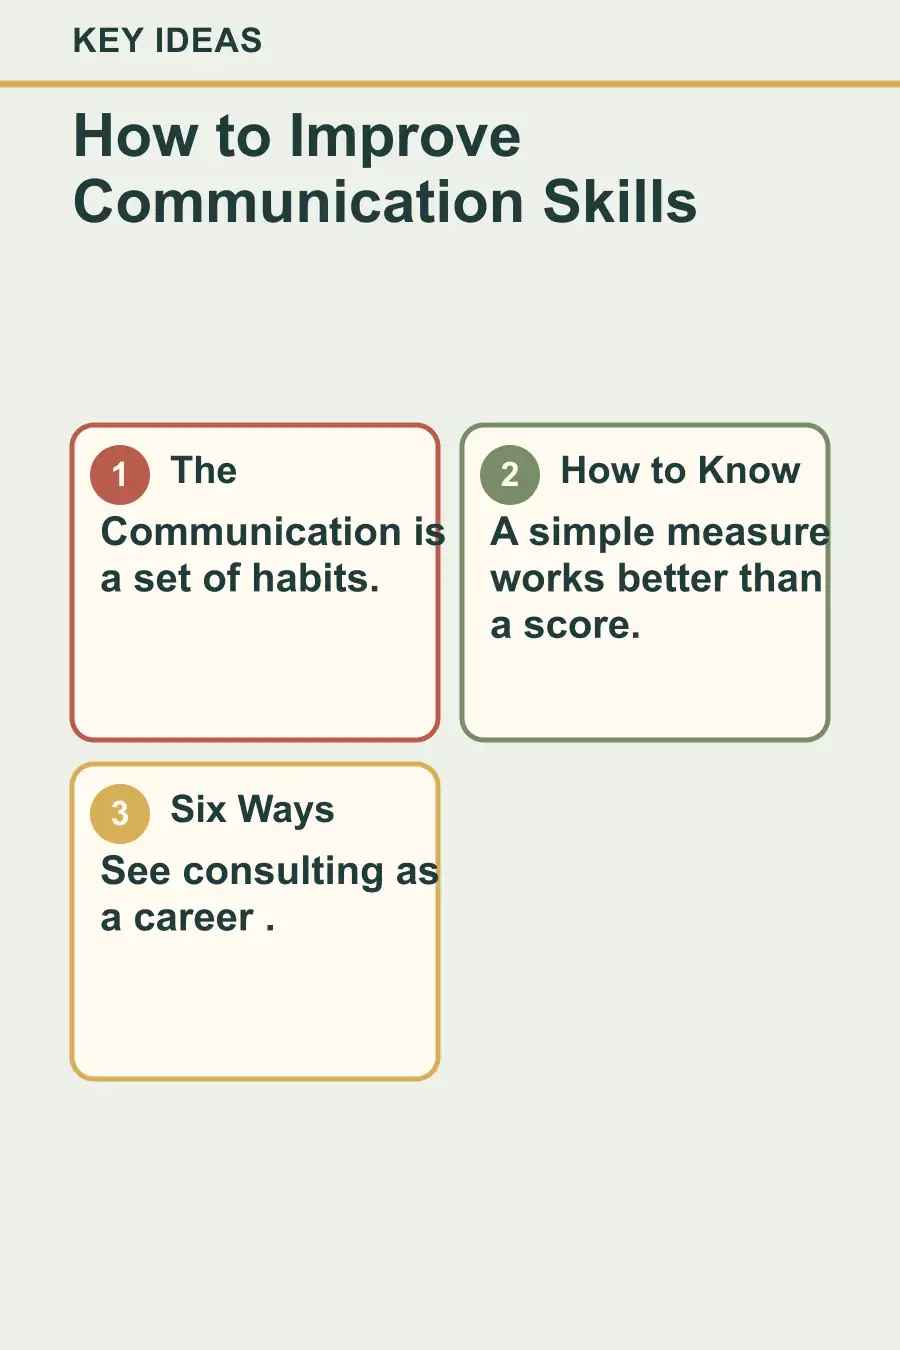 KEY IDEAS
How to Improve
Communication Skills
1 The
Communication is
a set of habits.
2 How to Know
A simple measure
works better than
a score.
3 Six Ways
See consulting as
a career .